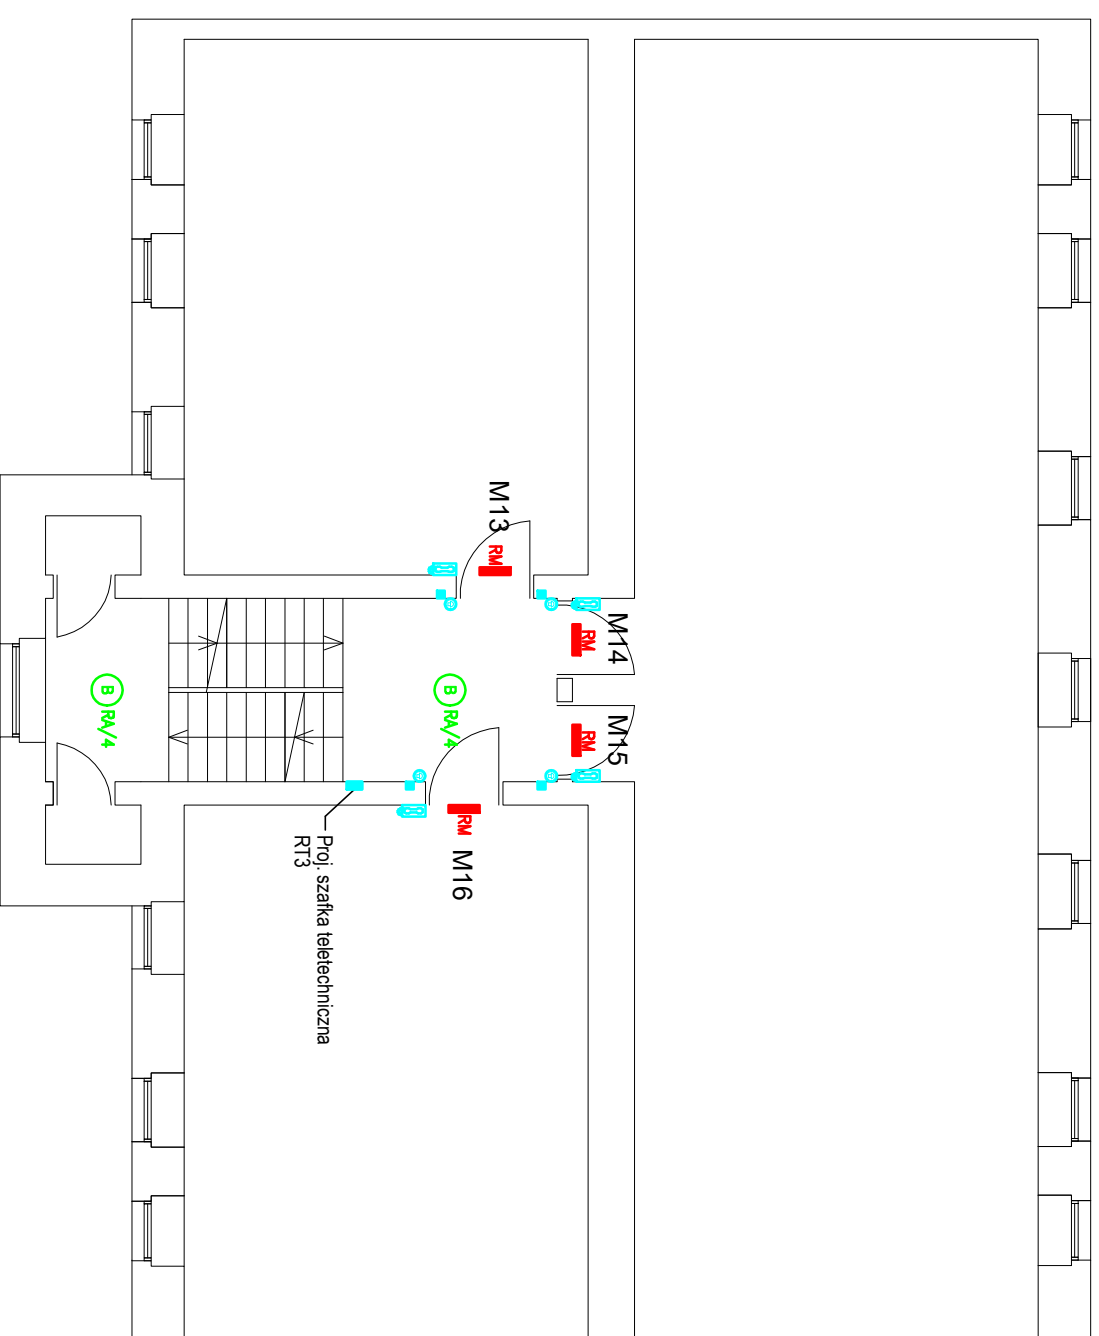 M13
RM
M14
RM
M15
RM
M16
RM
B
RA/4
B
RA/4
Proj. szafka teletechniczna
RT3